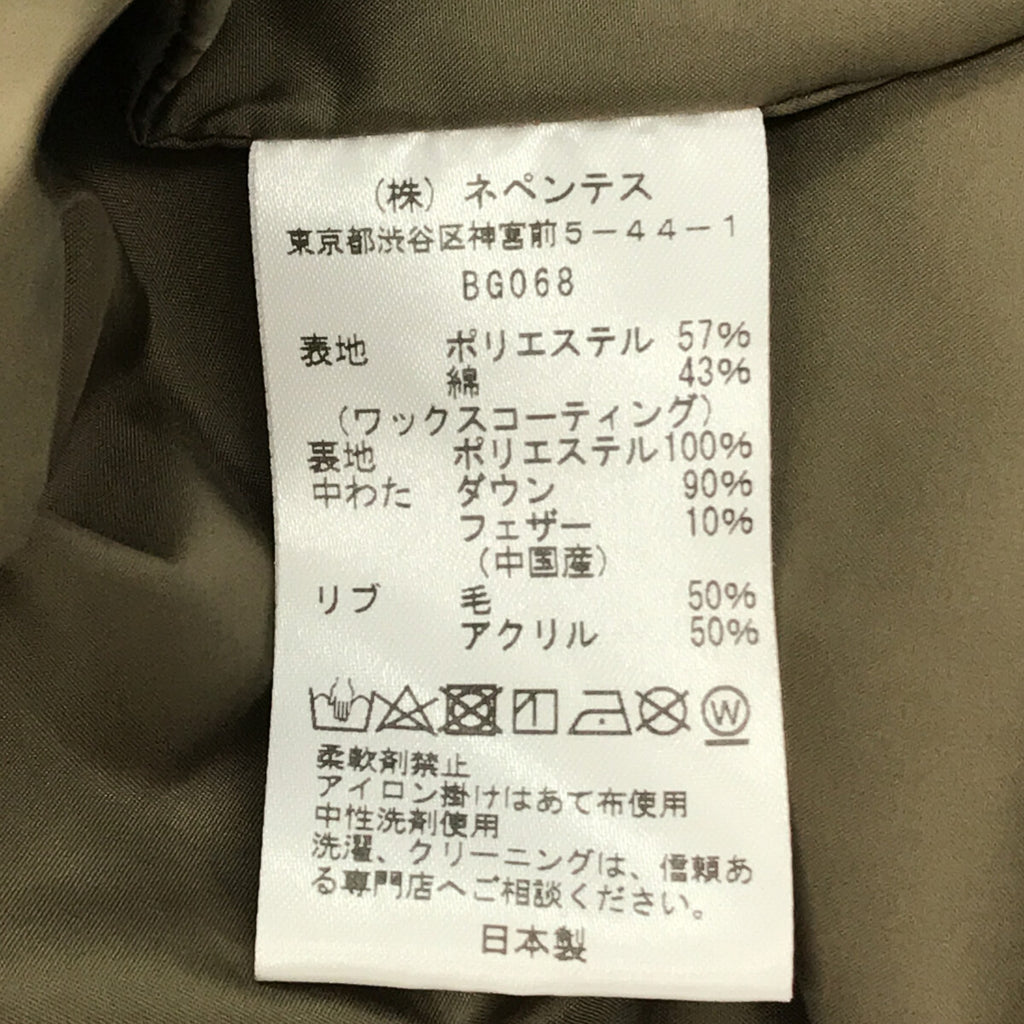 (株) ネペンテス
東京都渋谷区神宮前5-44-1
BG068
表地 ポリエステル 57%
綿 43%
(ワックスコーティング)
裏地 ポリエステル 100%
中わた ダウン 90%
フェザー 10%
(中国産)
リブ 毛 50%
アクリル 50%
W
柔軟剤禁止
アイロン掛けはあて布使用
中性洗剤使用
洗濯、クリーニングは、信頼あ
る専門店へご相談ください。
日本製